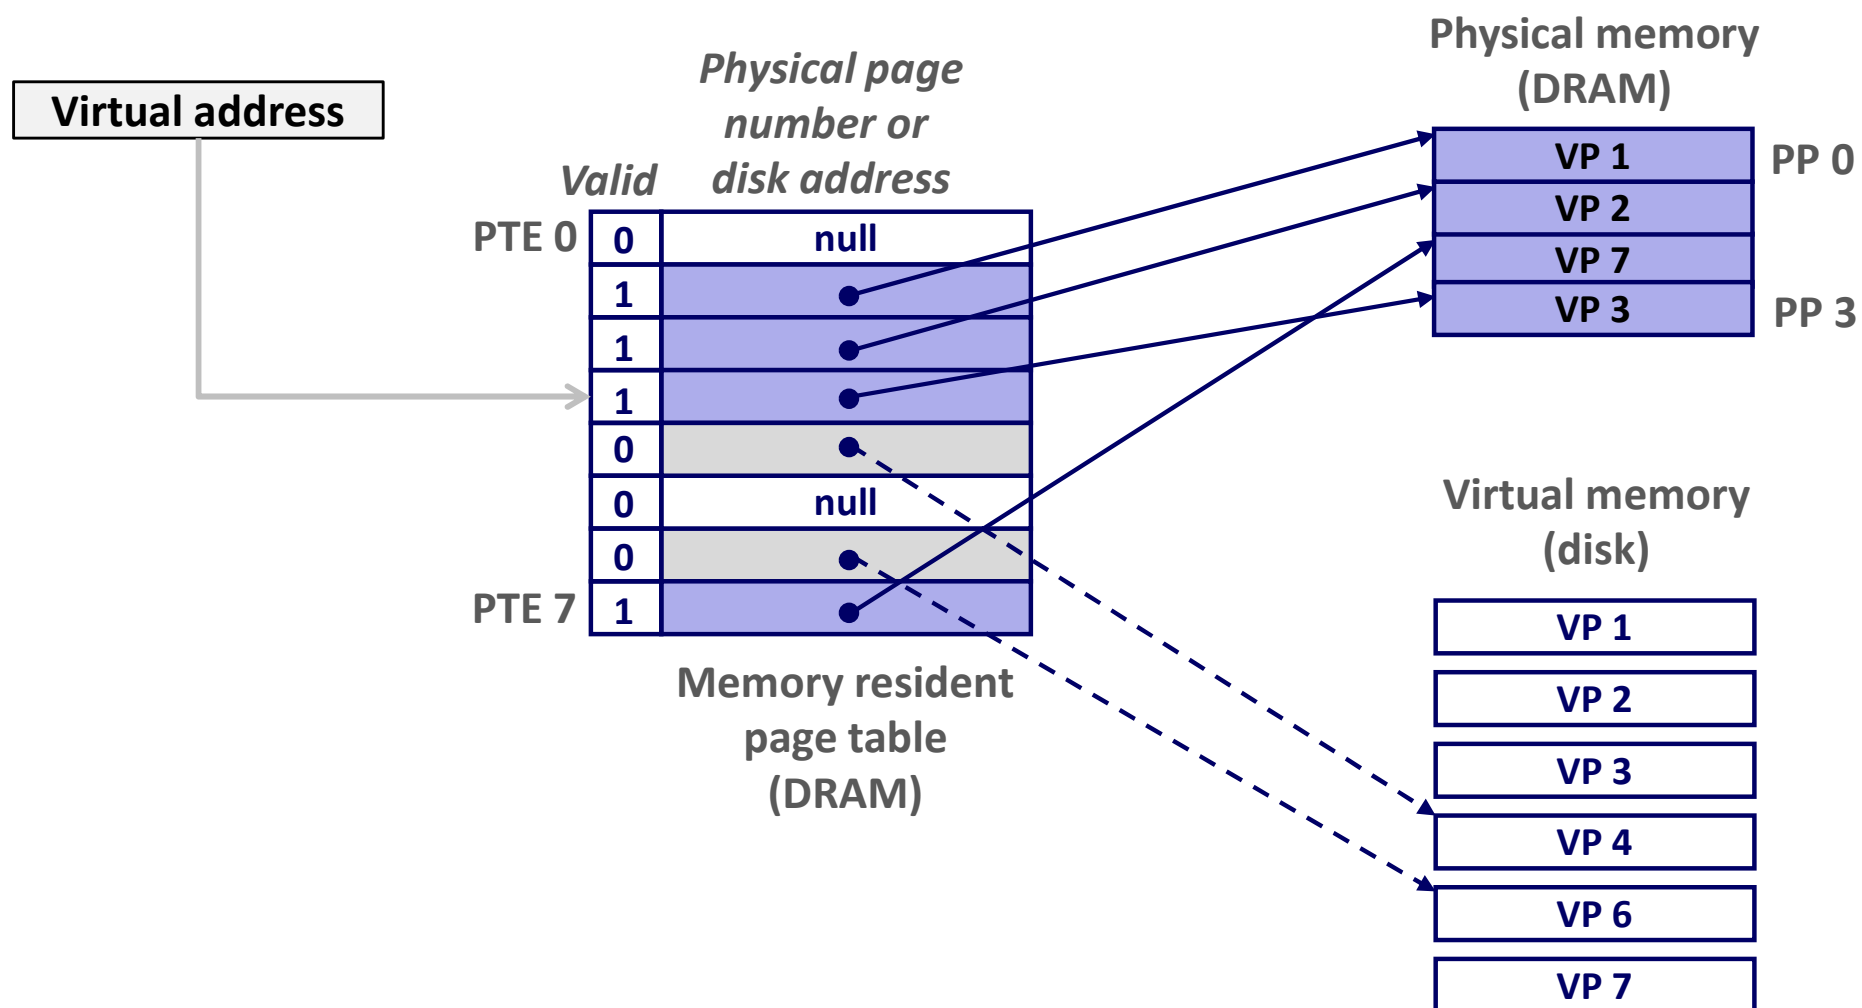 Virtual address
Physical page
number or
disk address
Valid
PTE 0
0
null
1
1
1
0
0
null
0
PTE 7
1
Memory resident
page table
(DRAM)
Physical memory
(DRAM)
VP 1
PP 0
VP 2
VP 7
VP 3
PP 3
Virtual memory
(disk)
VP 1
VP 2
VP 3
VP 4
VP 6
VP 7